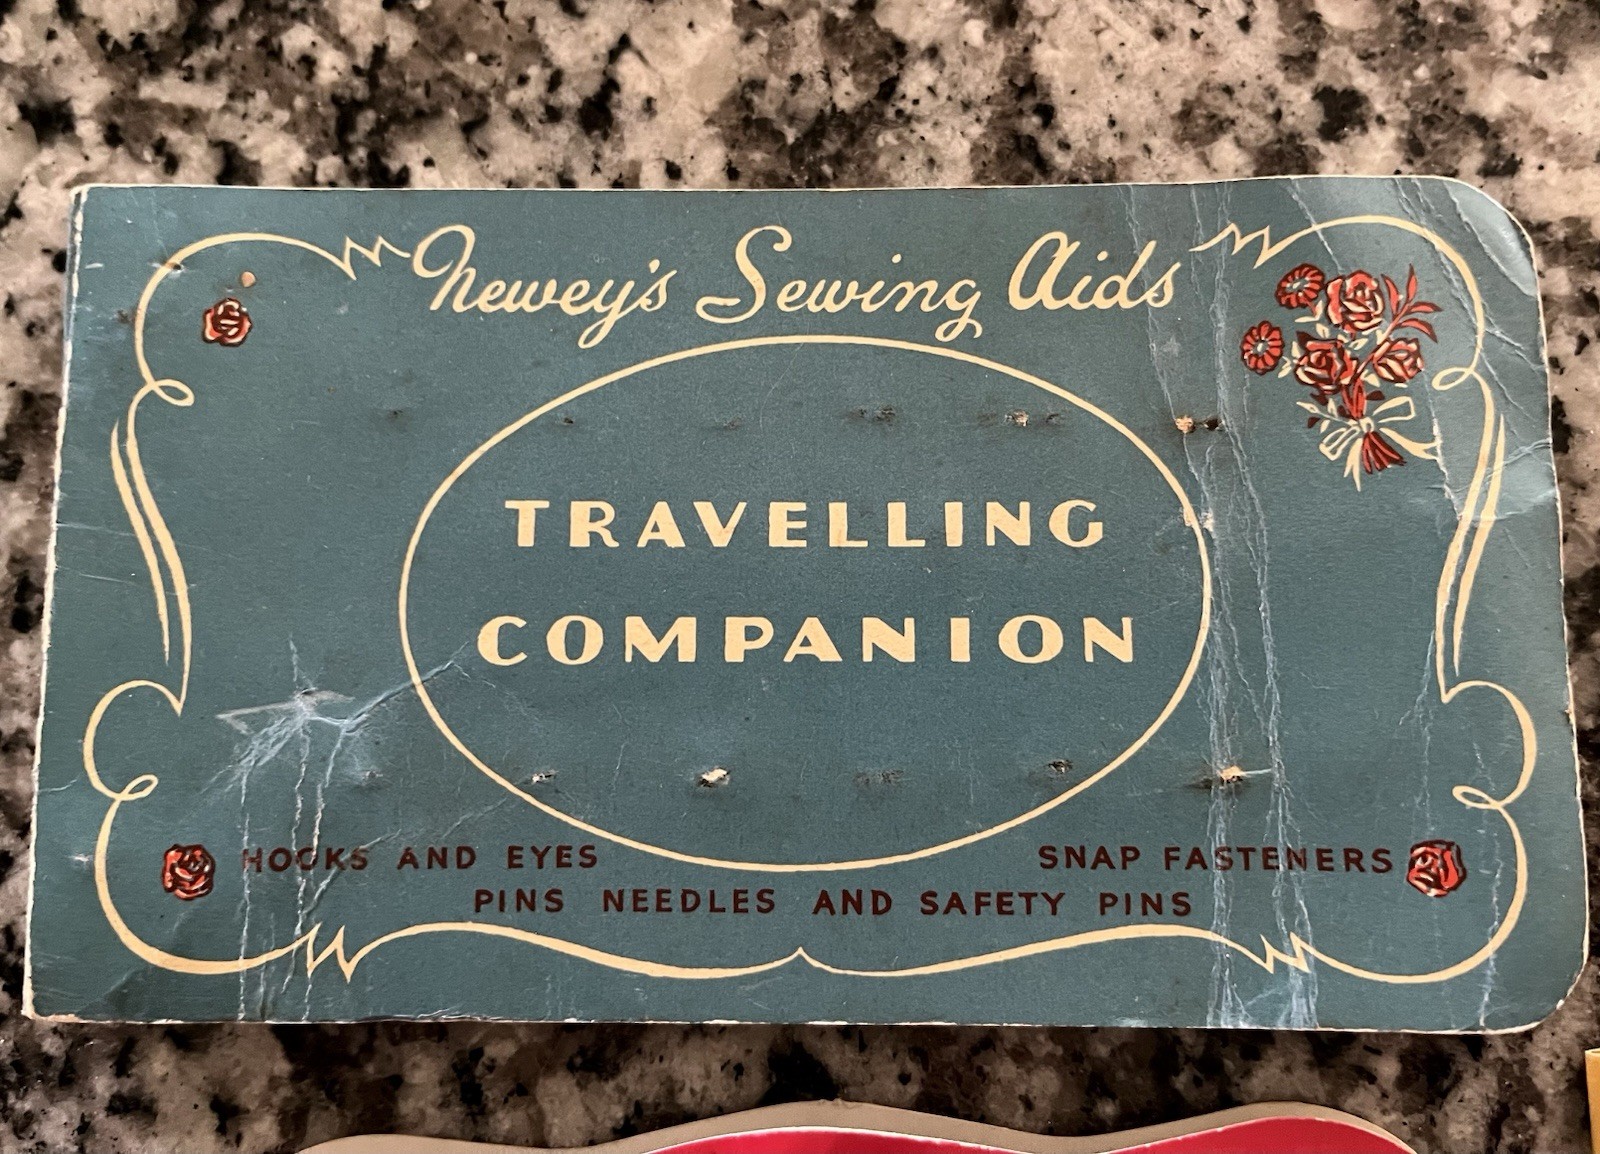 Newey's Sewing Aids
TRAVELLING
COMPANION
HOOKS AND EYES
SNAP FASTENERS
PINS NEEDLES AND SAFETY PINS